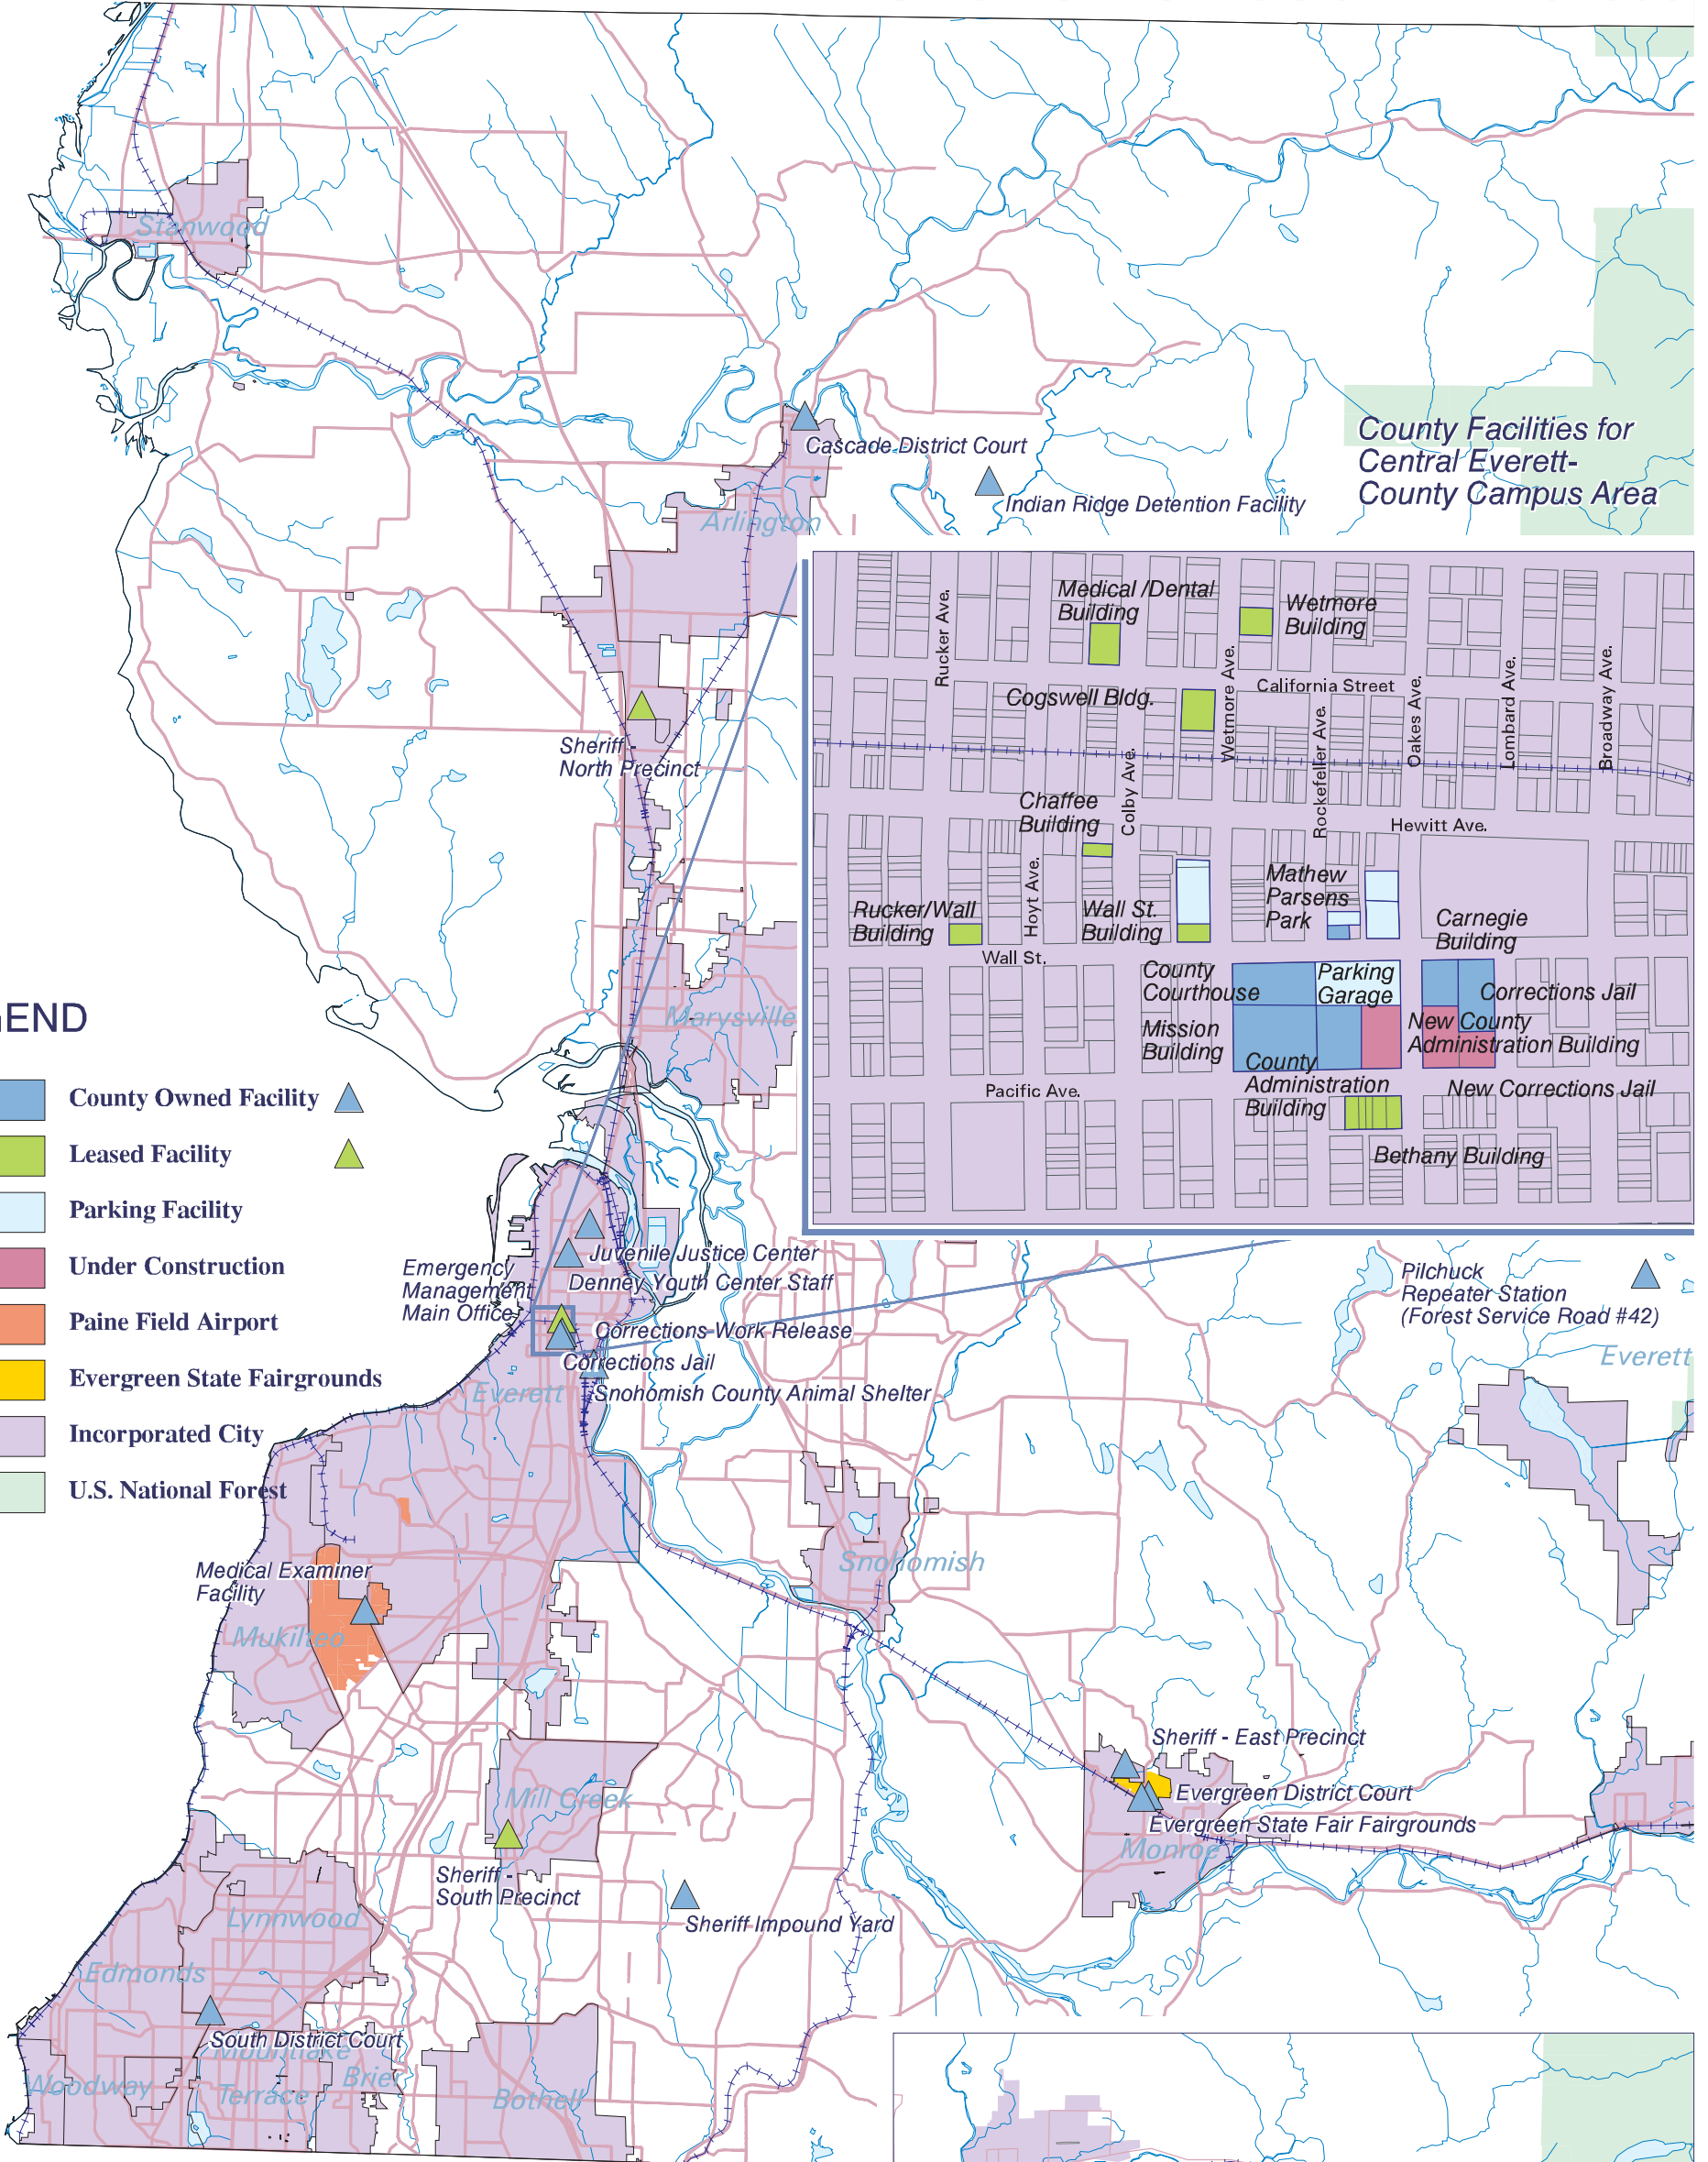 Stanwood
Cascade District Court
Indian Ridge Detention Facility
Arlington
County Facilities for
Central Everett-
County Campus Area
Medical /Dental
Building
Wetmore
Building
Rucker Ave.
Wetmore Ave.
California Street
Cogswell Bldg.
Oakes Ave.
Lombard Ave.
Broadway Ave.
Rockefeller Ave.
Colby Ave.
Sheriff -
North Precinct
Chaffee
Building
Hewitt Ave.
Hoyt Ave.
Mathew
Parsens
Park
Rucker/Wall
Building
Wall St.
Building
Carnegie
Building
Wall St.
County
Courthouse
Parking
Garage
Corrections Jail
Mission
Building
New County
Administration Building
County
Administration
Building
Pacific Ave.
New Corrections Jail
Bethany Building
Marysville
END
County Owned Facility
Leased Facility
Parking Facility
Under Construction
Paine Field Airport
Evergreen State Fairgrounds
Incorporated City
U.S. National Forest
Juvenile Justice Center
Denney Youth Center Staff
Emergency
Management
Main Office
Corrections Work Release
Corrections Jail
Snohomish County Animal Shelter
Everett
Pilchuck
Repeater Station
(Forest Service Road #42)
Everett
Snohomish
Medical Examiner
Facility
Mukilteo
Sheriff - East Precinct
Evergreen District Court
Evergreen State Fair Fairgrounds
Monroe
Mill Creek
Sheriff -
South Precinct
Sheriff Impound Yard
Lynnwood
Edmonds
South District Court
Mountlake
Terrace
Brier
Woodway
Bothell